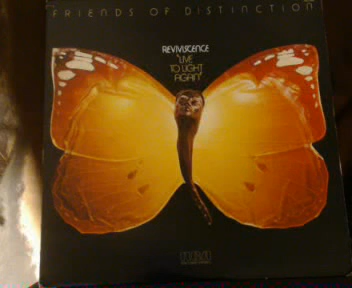 FRIENDS OF DISTINCTION
REVIVISCENCE
"LIVE
TO LIGHT
AGAIN"
RCA